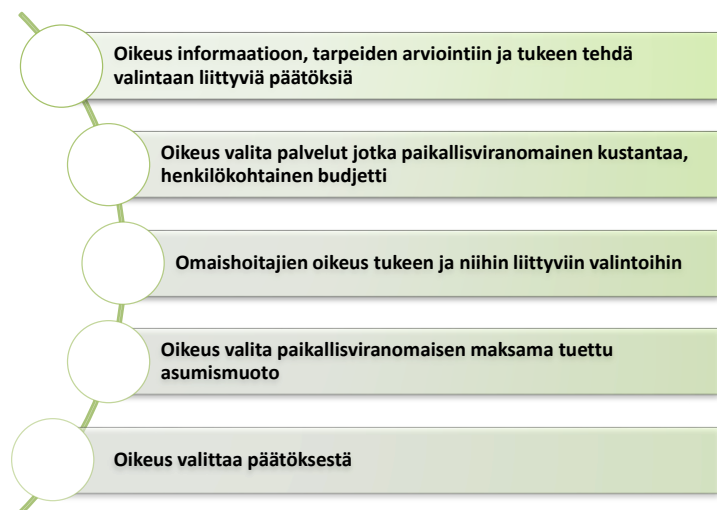 Oikeus informaatioon, tarpeiden arviointiin ja tukeen tehdä
valintaan liittyviä päätöksiä
Oikeus valita palvelut jotka paikallisviranomainen kustantaa,
henkilökohtainen budjetti
Omaishoitajien oikeus tukeen ja niihin liittyviin valintoihin
Oikeus valita paikallisviranomaisen maksama tuettu
asumismuoto
Oikeus valittaa päätöksestä